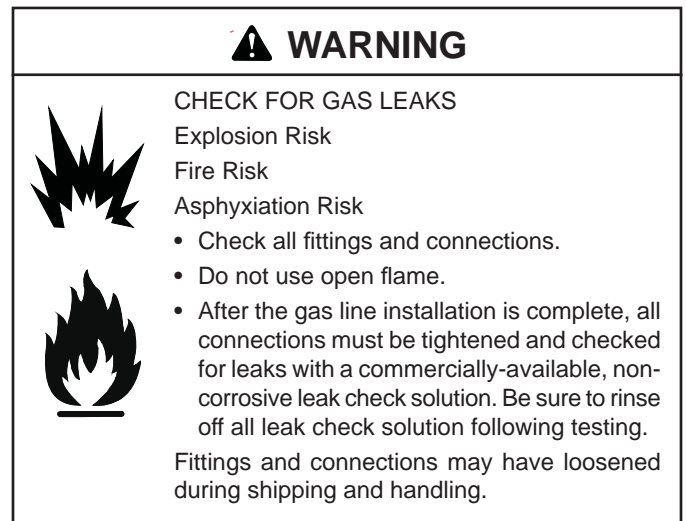 WARNING
CHECK FOR GAS LEAKS
Explosion Risk
Fire Risk
Asphyxiation Risk
• Check all fittings and connections.
• Do not use open flame.
• After the gas line installation is complete, all
connections must be tightened and checked
for leaks with a commercially-available, non-
corrosive leak check solution. Be sure to rinse
off all leak check solution following testing.
Fittings and connections may have loosened
during shipping and handling.